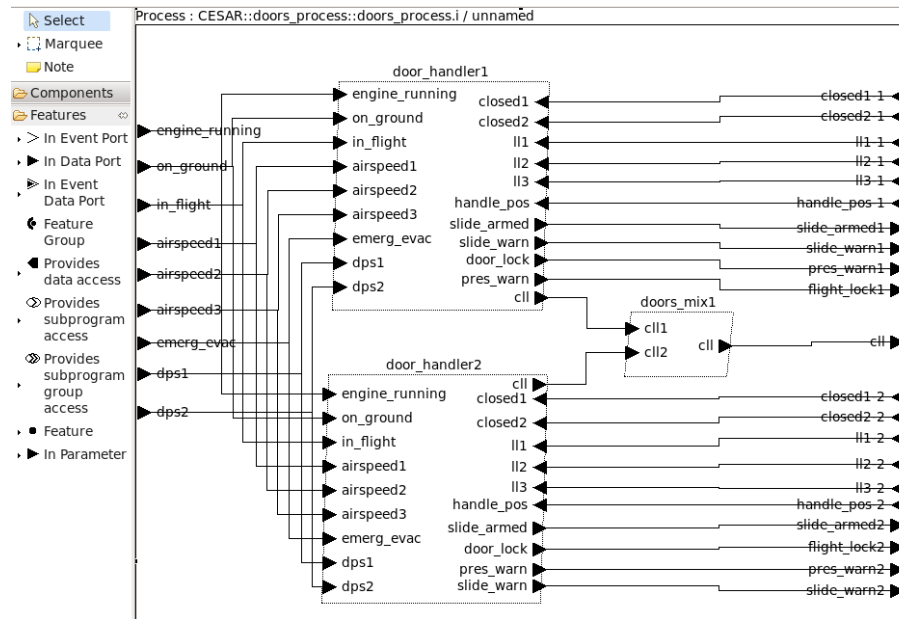 Process : CESAR::doors_process::doors_process.i / unnamed
Select
Marquee
Note
Components
Features
In Event Port
In Data Port
In Event
Data Port
Feature
Group
Provides
data access
Provides
subprogram
access
Provides
subprogram
group
access
Feature
In Parameter
engine_running
on_ground
in_flight
airspeed1
airspeed2
airspeed3
emerg_evac
dps1
dps2
door_handler1
engine_running
on_ground
in_flight
airspeed1
airspeed2
airspeed3
emerg_evac
dps1
dps2
closed1
closed2
ll1
ll2
ll3
handle_pos
slide_armed
slide_warn
door_lock
pres_warn
cll
doors_mix1
cll1
cll2
cll
door_handler2
engine_running
on_ground
in_flight
airspeed1
airspeed2
airspeed3
emerg_evac
dps1
dps2
cll
closed1
closed2
ll1
ll2
ll3
handle_pos
slide_armed
door_lock
pres_warn
slide_warn
closed1_1
closed2_1
ll1_1
ll2_1
ll3_1
handle_pos_1
slide_armed1
slide_warn1
pres_warn1
flight_lock1
cll
closed1_2
closed2_2
ll1_2
ll2_2
ll3_2
handle_pos_2
slide_armed2
flight_lock2
pres_warn2
slide_warn2